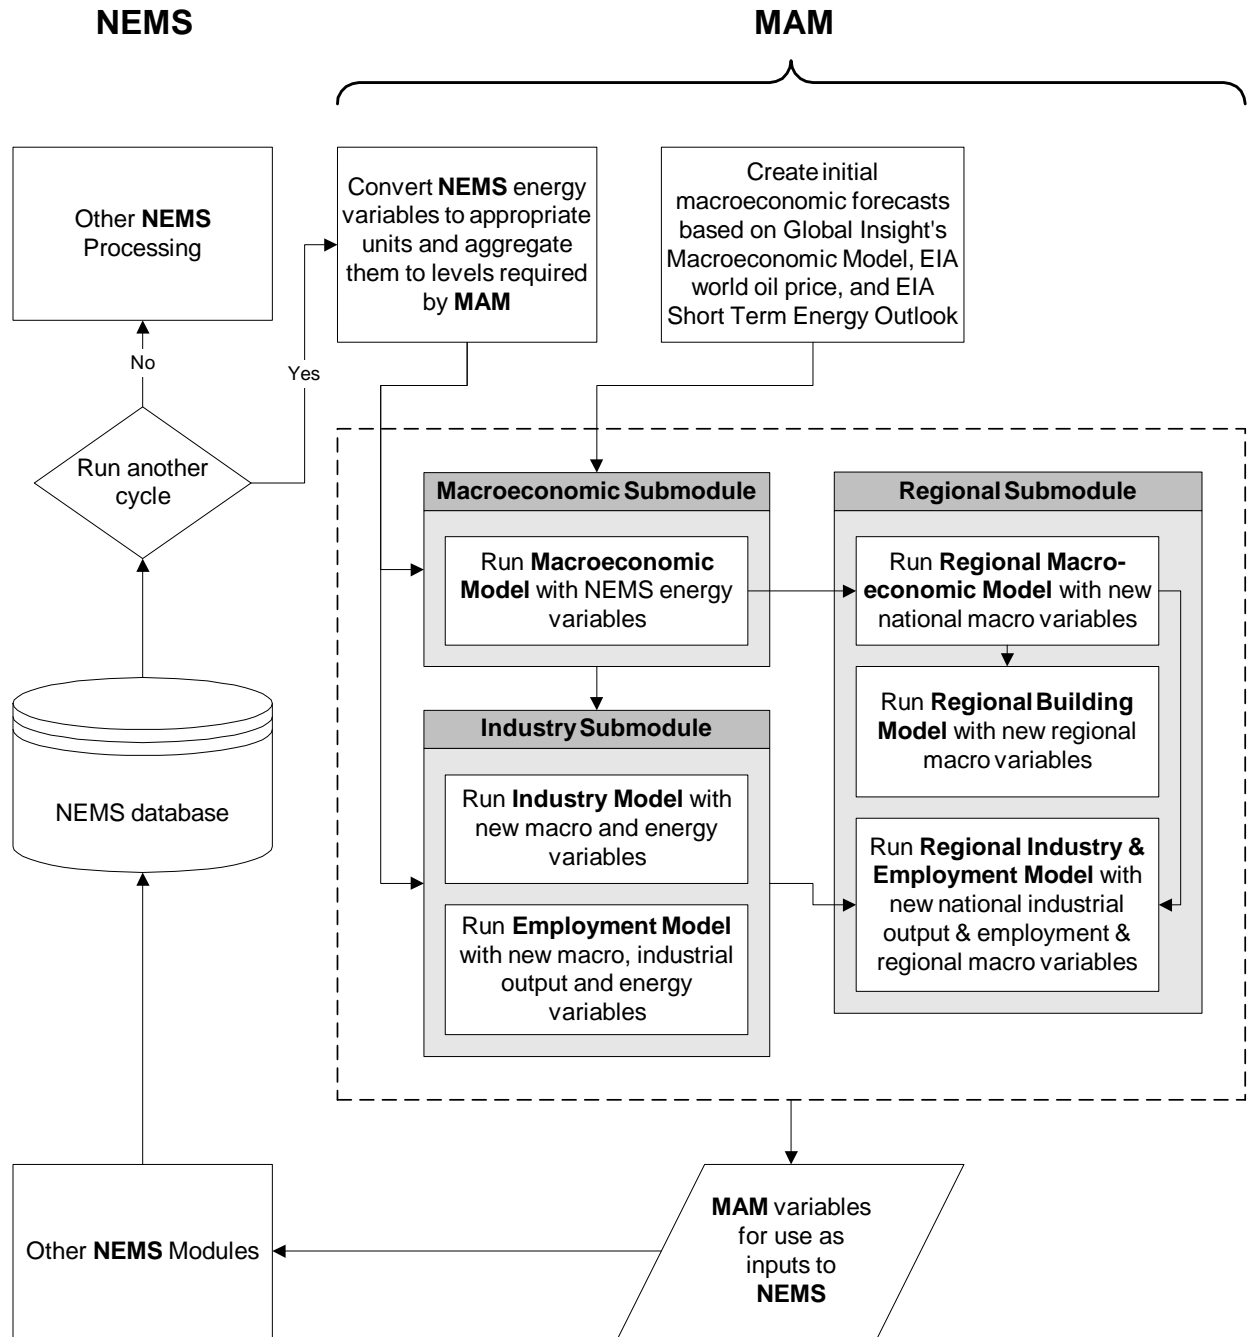 NEMS
MAM
Other NEMS
Processing
Convert NEMS energy
variables to appropriate
units and aggregate
them to levels required
by MAM
Create initial
macroeconomic forecasts
based on Global Insight's
Macroeconomic Model, EIA
world oil price, and EIA
Short Term Energy Outlook
No
Yes
Run another
cycle
Macroeconomic Submodule
Run Macroeconomic
Model with NEMS energy
variables
Regional Submodule
Run Regional Macro-
economic Model with new
national macro variables
Run Regional Building
Model with new regional
macro variables
Run Regional Industry &
Employment Model with
new national industrial
output & employment &
regional macro variables
Industry Submodule
Run Industry Model with
new macro and energy
variables
Run Employment Model
with new macro, industrial
output and energy
variables
NEMS database
Other NEMS Modules
MAM variables
for use as
inputs to
NEMS